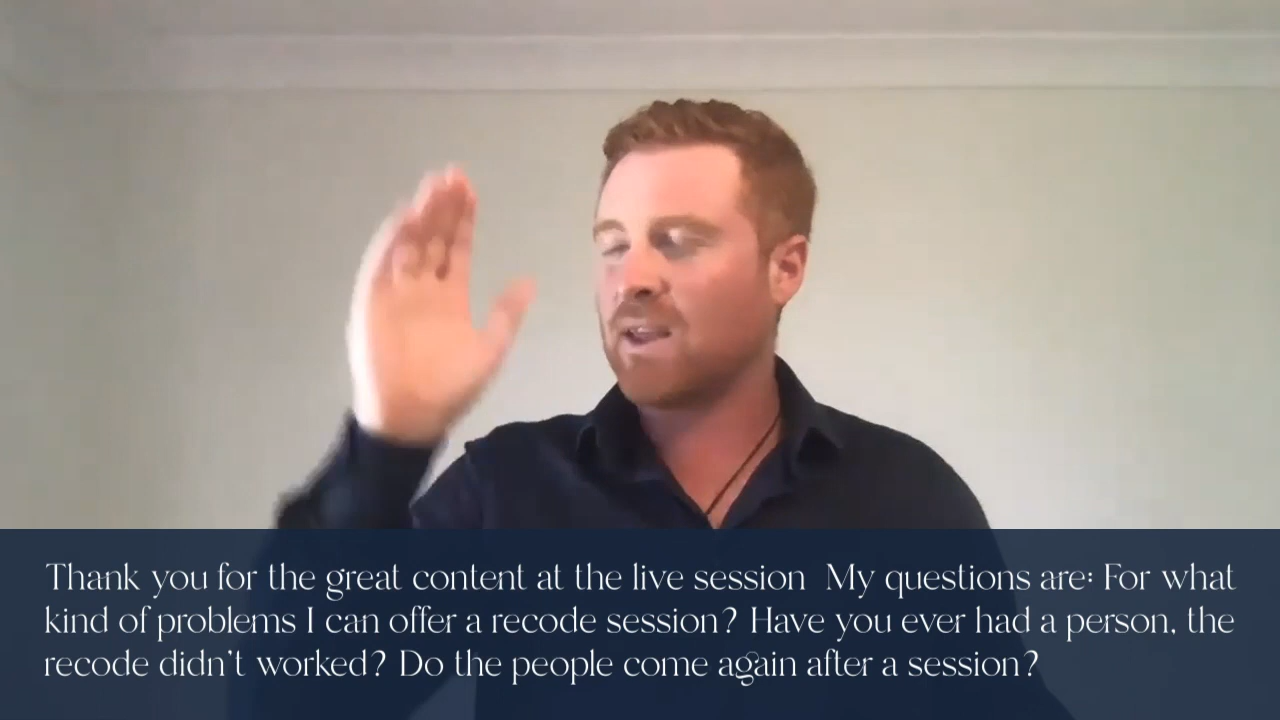 Thank you for the great content at the live session  My questions are: For what
kind of problems I can offer a recode session? Have you ever had a person, the
recode didn't worked? Do the people come again after a session?